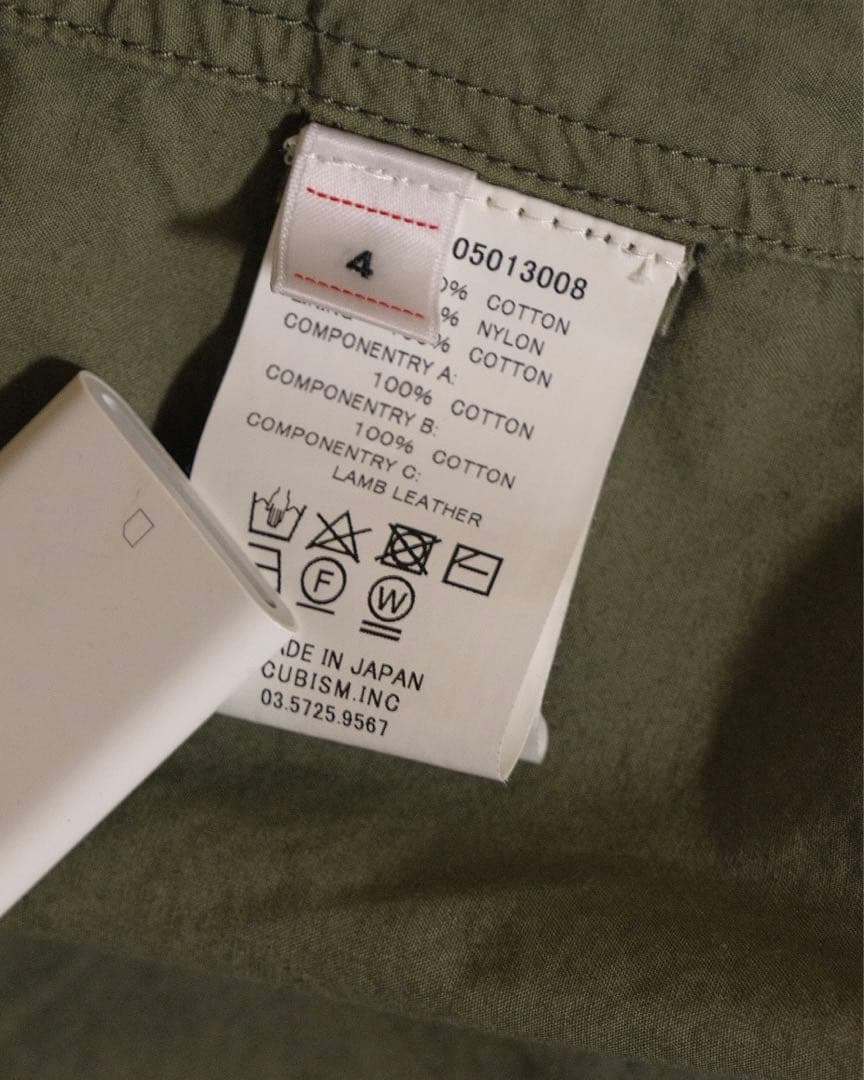 4
05013008
% COTTON
% NYLON
% COTTON
COMPONENTRY A:
100% COTTON
COMPONENTRY B:
100% COTTON
COMPONENTRY C:
LAMB LEATHER
F
W
IN JAPAN
CUBISM.INC
03.5725.9567